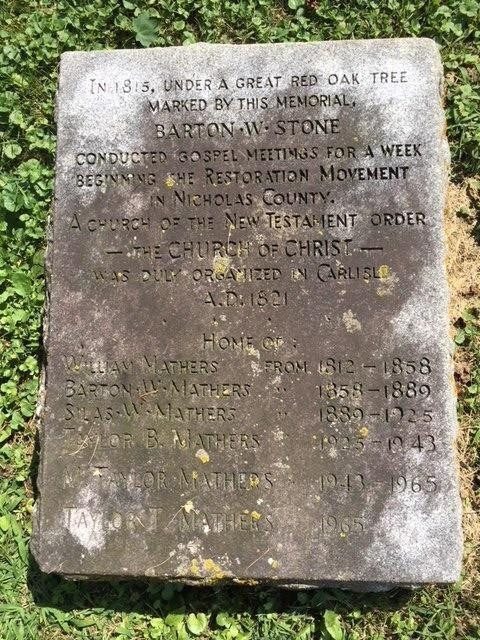 IN 1815, UNDER A GREAT RED OAK TREE
MARKED BY THIS MEMORIAL,
BARTON·W·STONE
CONDUCTED GOSPEL MEETINGS FOR A WEEK
BEGINNING THE RESTORATION MOVEMENT
IN NICHOLAS COUNTY.
A CHURCH OF THE NEW TESTAMENT ORDER
— THE CHURCH OF CHRIST —
WAS DULY ORGANIZED IN CARLISLE
A.D. 1821
HOME OF:
WILLIAM MATHERS FROM 1812–1858
BARTON·W·MATHERS " 1858–1889
SILAS·W·MATHERS " 1889–1925
TAYLOR B. MATHERS " 1925–1943
M. TAYLOR MATHERS " 1943–1965
TAYLOR T. MATHERS " 1965